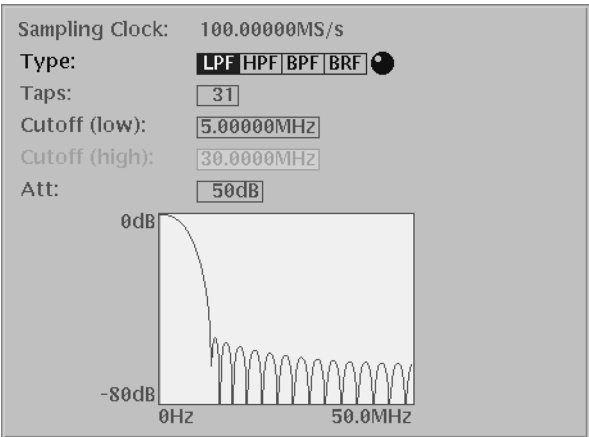 Sampling Clock: 100.00000MS/s
Type: LPF HPF BPF BRF
Taps: 31
Cutoff (low): 5.00000MHz
Cutoff (high): 30.0000MHz
Att: 50dB
0dB
-80dB
0Hz 50.0MHz